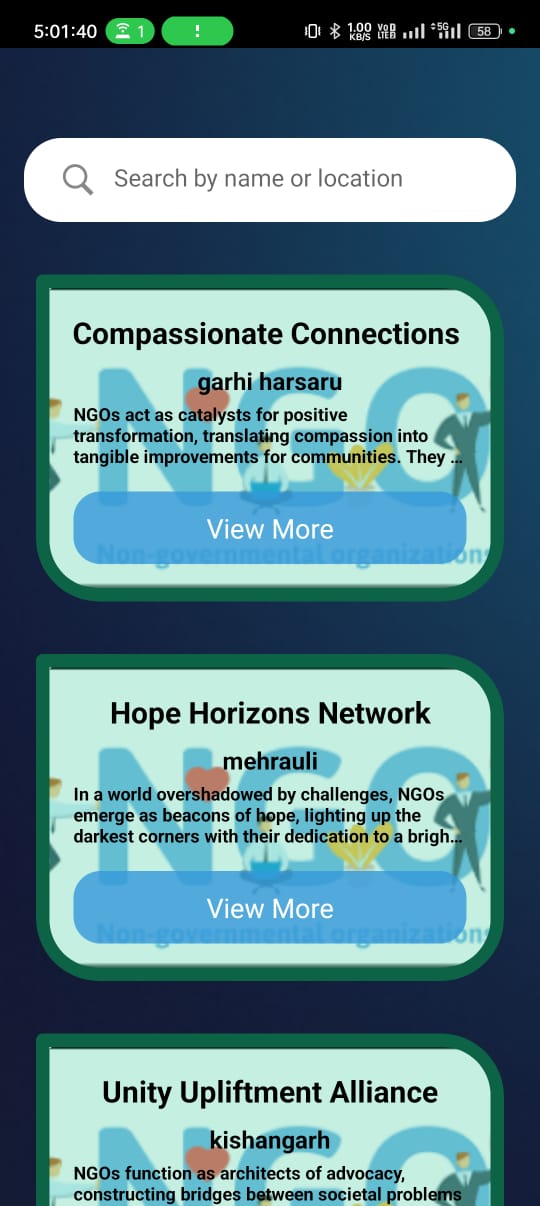 5:01:40 1 ! 1.00 KB/S VoD LTE 5G 58
Search by name or location
Compassionate Connections
garhi harsaru
NGOs act as catalysts for positive
transformation, translating compassion into
tangible improvements for communities. They ...
View More
NGO
Non-governmental organizations
Hope Horizons Network
mehrauli
In a world overshadowed by challenges, NGOs
emerge as beacons of hope, lighting up the
darkest corners with their dedication to a brigh...
View More
NGO
Non-governmental organizations
Unity Upliftment Alliance
kishangarh
NGOs function as architects of advocacy,
constructing bridges between societal problems
NGO